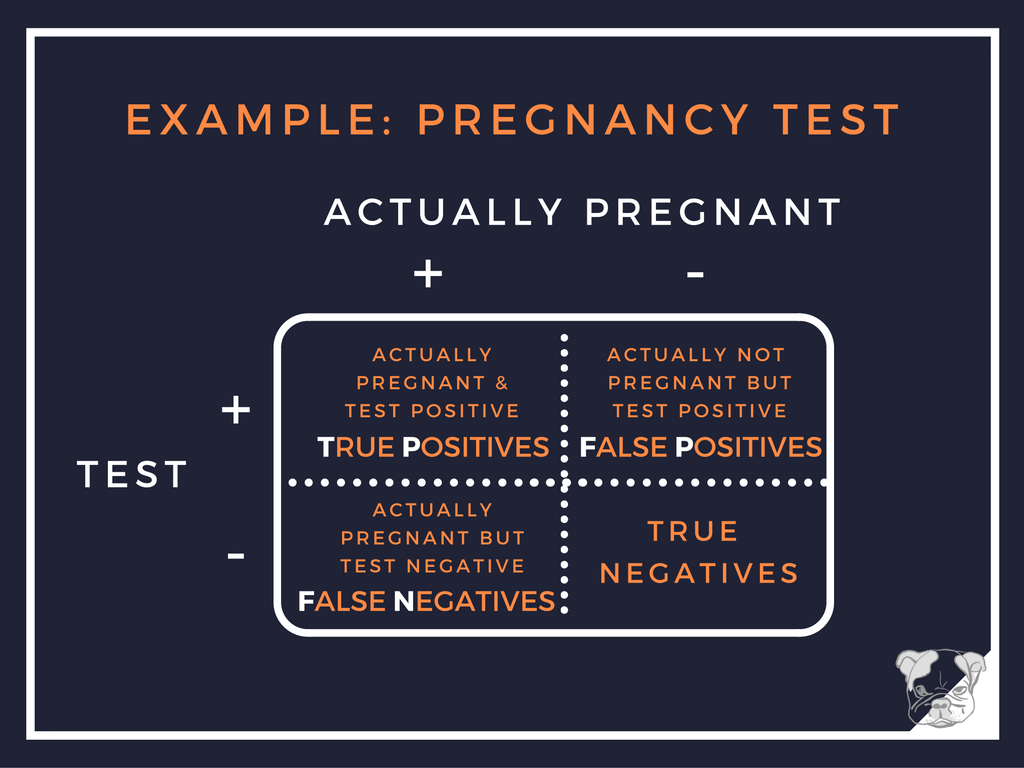 EXAMPLE: PREGNANCY TEST
ACTUALLY PREGNANT
+ -
+
TEST
-
ACTUALLY
PREGNANT &
TEST POSITIVE
TRUE POSITIVES
ACTUALLY NOT
PREGNANT BUT
TEST POSITIVE
FALSE POSITIVES
ACTUALLY
PREGNANT BUT
TEST NEGATIVE
FALSE NEGATIVES
TRUE
NEGATIVES